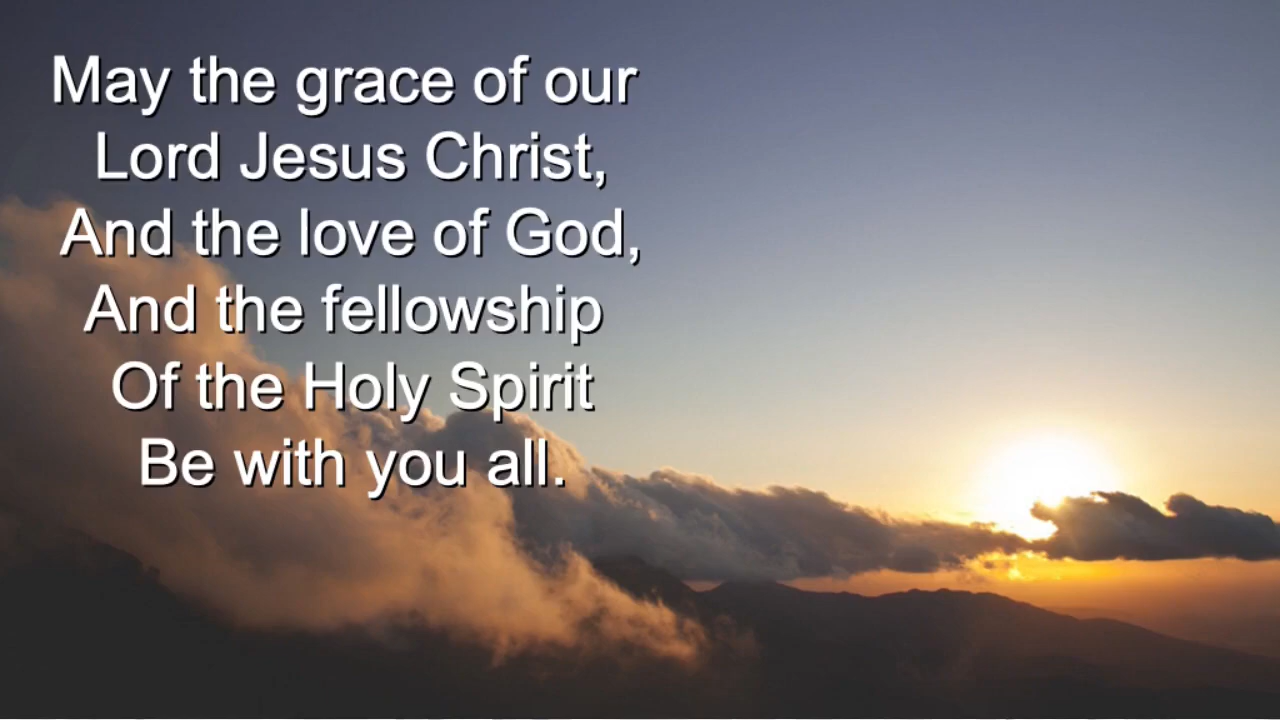 May the grace of our
Lord Jesus Christ,
And the love of God,
And the fellowship
Of the Holy Spirit
Be with you all.